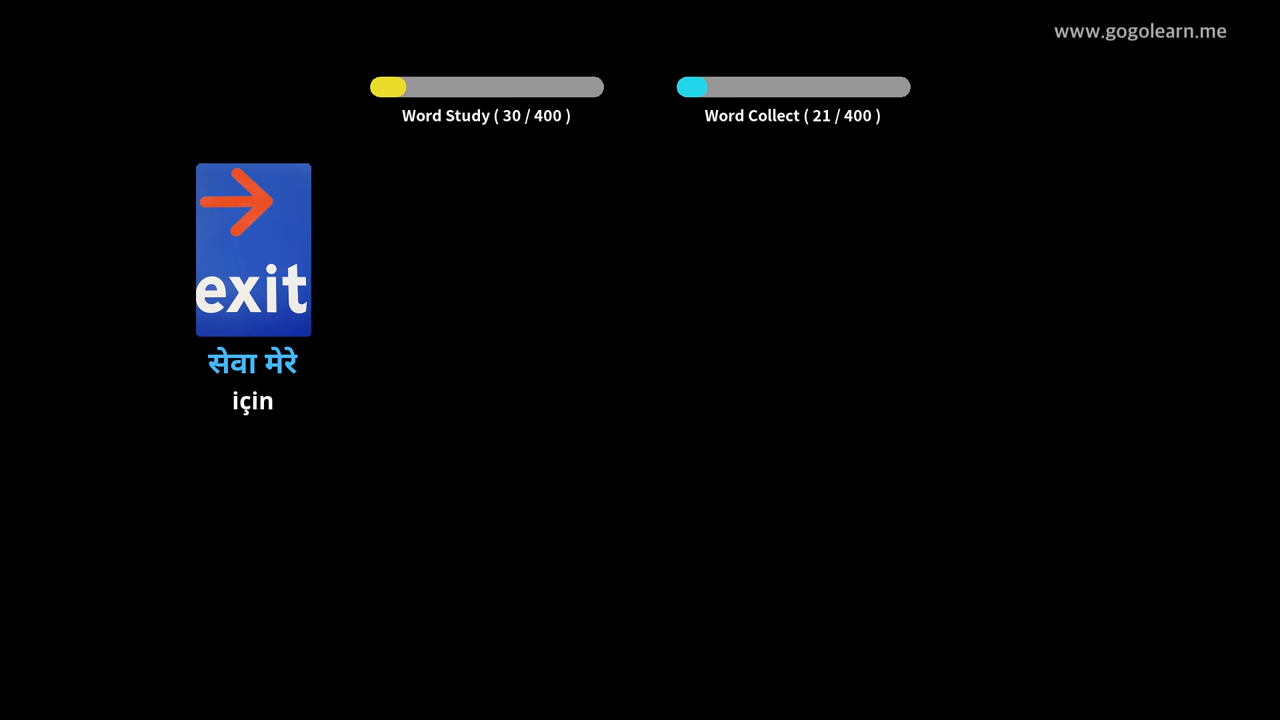 www.gogolearn.me
Word Study ( 30 / 400 )
Word Collect ( 21 / 400 )
exit
सेवा मेरे
için